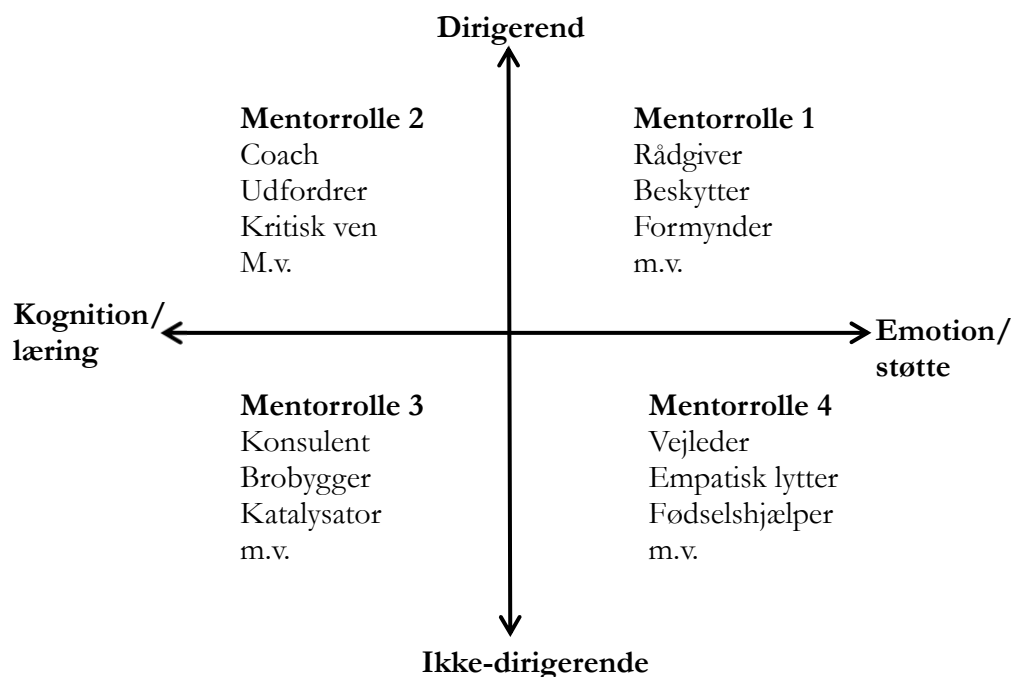 Dirigerend
Mentorrolle 2
Coach
Udfordrer
Kritisk ven
M.v.
Mentorrolle 1
Rådgiver
Beskytter
Formynder
m.v.
Kognition/
læring
Emotion/
støtte
Mentorrolle 3
Konsulent
Brobygger
Katalysator
m.v.
Mentorrolle 4
Vejleder
Empatisk lytter
Fødselshjælper
m.v.
Ikke-dirigerende